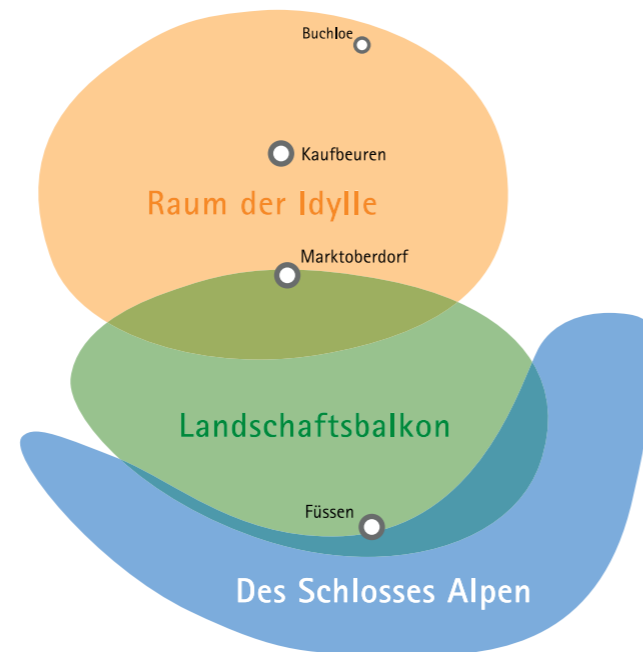 Buchloe
Kaufbeuren
Raum der Idylle
Marktoberdorf
Landschaftsbalkon
Füssen
Des Schlosses Alpen